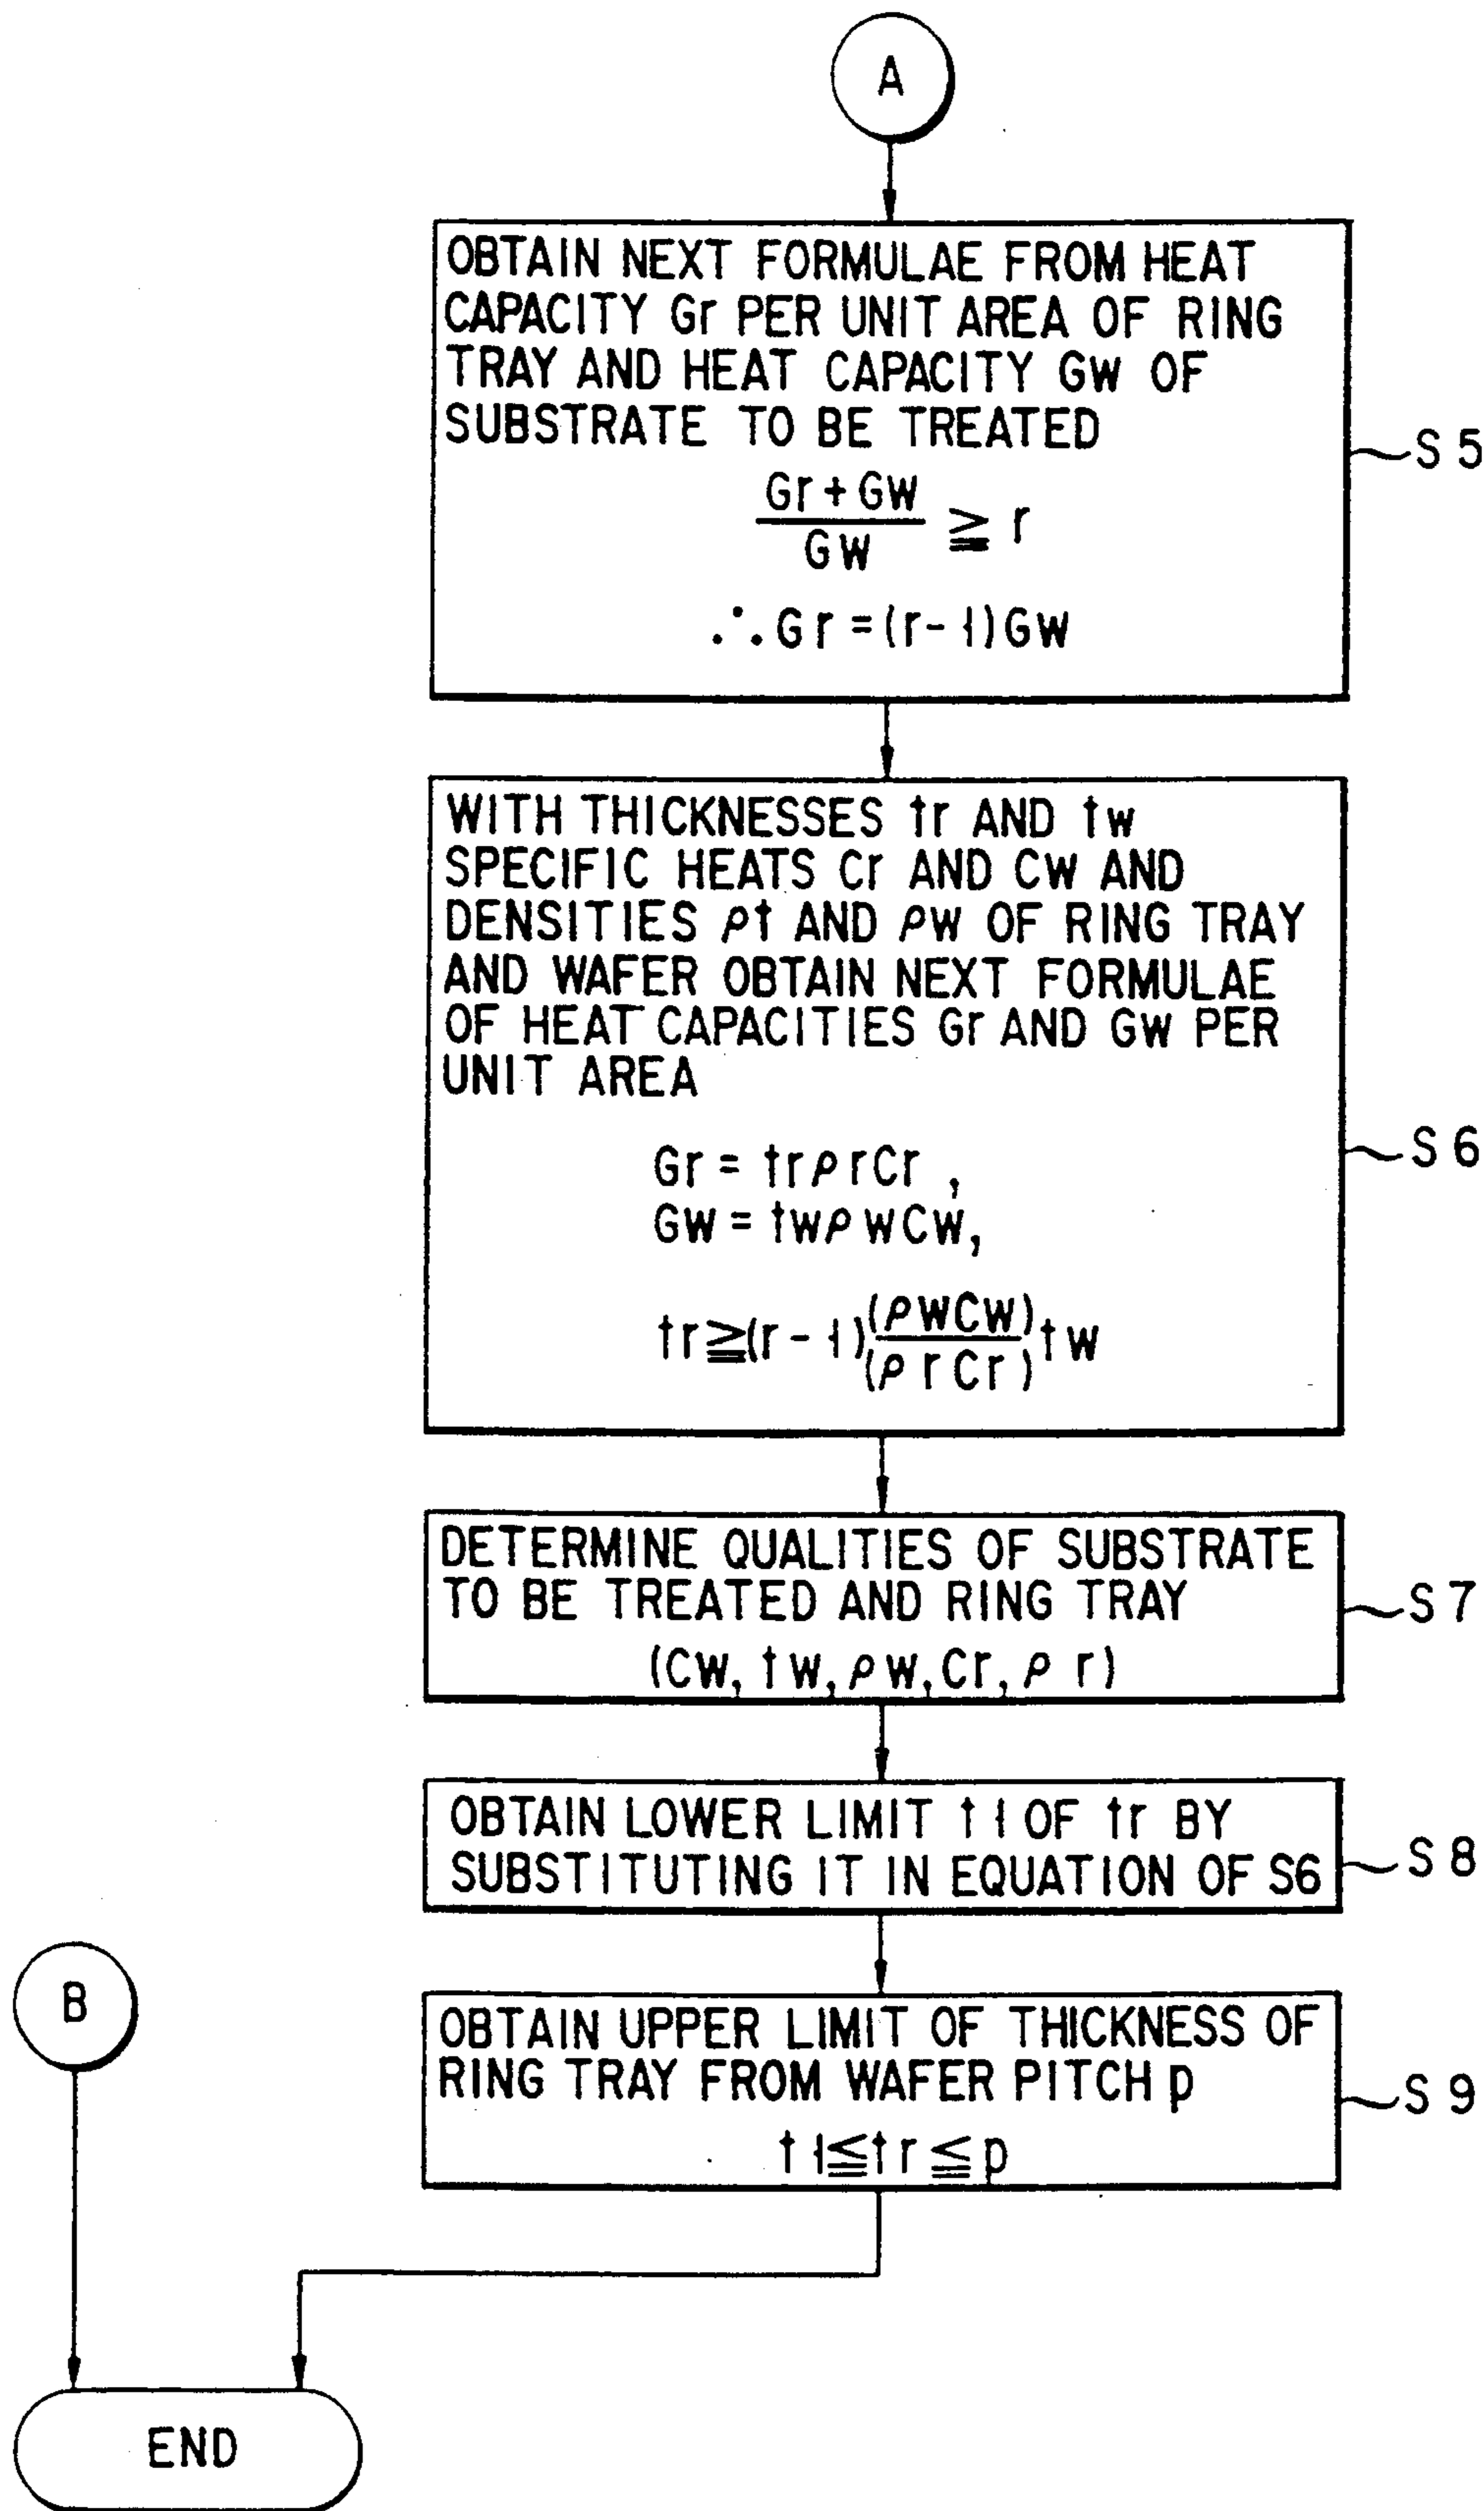 A
OBTAIN NEXT FORMULAE FROM HEAT
CAPACITY Gr PER UNIT AREA OF RING
TRAY AND HEAT CAPACITY GW OF
SUBSTRATE TO BE TREATED
Gr + GW
GW
≧ r
∴ Gr = (r - 1) GW
S5
WITH THICKNESSES tr AND tw
SPECIFIC HEATS Cr AND CW AND
DENSITIES ρt AND ρW OF RING TRAY
AND WAFER OBTAIN NEXT FORMULAE
OF HEAT CAPACITIES Gr AND GW PER
UNIT AREA
Gr = trρrCr ,
GW = twρwCw,
tr ≧ (r - 1) (ρWCW) / (ρrCr) tw
S6
DETERMINE QUALITIES OF SUBSTRATE
TO BE TREATED AND RING TRAY
(CW, tw, ρW, Cr, ρr)
S7
OBTAIN LOWER LIMIT t1 OF tr BY
SUBSTITUTING IT IN EQUATION OF S6
S8
B
OBTAIN UPPER LIMIT OF THICKNESS OF
RING TRAY FROM WAFER PITCH p
t1 ≦ tr ≦ p
S9
END